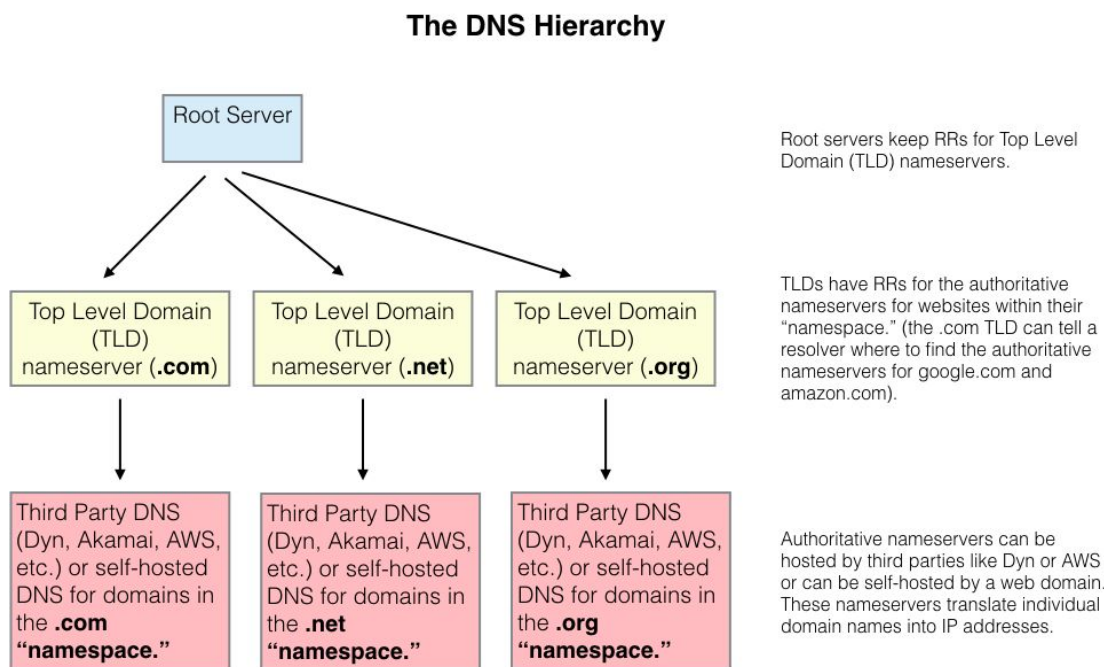 The DNS Hierarchy
Root Server
Root servers keep RRs for Top Level
Domain (TLD) nameservers.
Top Level Domain
(TLD)
nameserver (.com)
Top Level Domain
(TLD)
nameserver (.net)
Top Level Domain
(TLD)
nameserver (.org)
TLDs have RRs for the authoritative
nameservers for websites within their
“namespace.” (the .com TLD can tell a
resolver where to find the authoritative
nameservers for google.com and
amazon.com).
Third Party DNS
(Dyn, Akamai, AWS,
etc.) or self-hosted
DNS for domains in
the .com
“namespace.”
Third Party DNS
(Dyn, Akamai, AWS,
etc.) or self-hosted
DNS for domains in
the .net
“namespace.”
Third Party DNS
(Dyn, Akamai, AWS,
etc.) or self-hosted
DNS for domains in
the .org
“namespace.”
Authoritative nameservers can be
hosted by third parties like Dyn or AWS
or can be self-hosted by a web domain.
These nameservers translate individual
domain names into IP addresses.